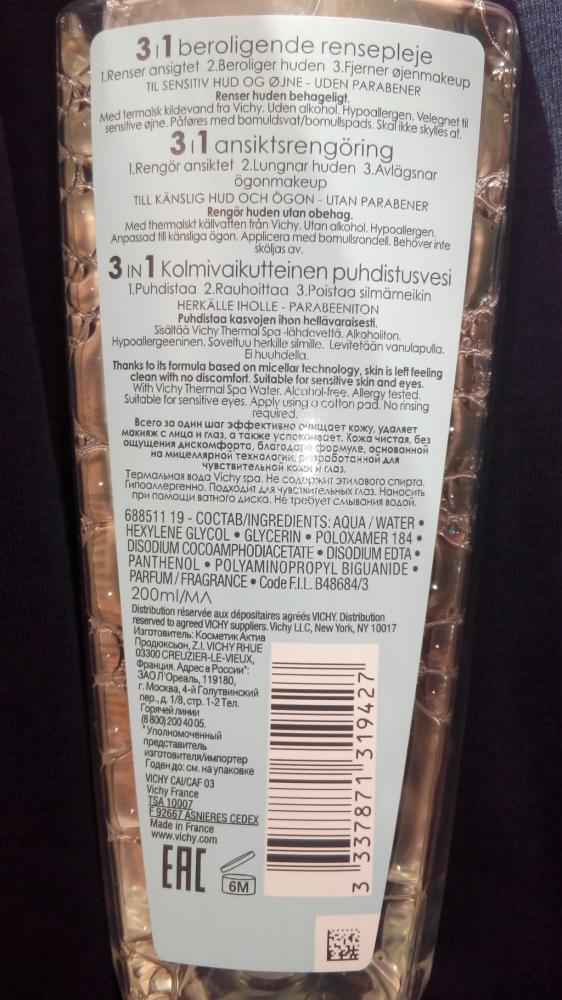 3 I 1 beroligende rensepleje
1.Renser ansigtet 2.Beroliger huden 3.Fjerner øjenmakeup
TIL SENSITIV HUD OG ØJNE - UDEN PARABENER
Renser huden behageligt.
Med termalsk kildevand fra Vichy. Uden alkohol. Hypoallergen. Velegnet til
sensitive øjne. Påføres med bomuldsvat/bomullspads. Skal ikke skylles af.
3 I 1 ansiktsrengöring
1.Rengör ansiktet 2.Lungnar huden 3.Avlägsnar
ögonmakeup
TILL KÄNSLIG HUD OCH ÖGON - UTAN PARABENER
Rengör huden utan obehag.
Med thermalskt källvatten från Vichy. Utan alkohol. Hypoallergen.
Anpassad till känsliga ögon. Applicera med bomullsrondell. Behöver inte
sköljas av.
3 IN 1 Kolmivaikutteinen puhdistusvesi
1.Puhdistaa 2.Rauhoittaa 3.Poistaa silmämeikin
HERKÄLLE IHOLLE - PARABEENITON
Puhdistaa kasvojen ihon hellävaraisesti.
Sisältää Vichy Thermal Spa -lähdevettä. Alkoholiton.
Hypoallergeeninen. Soveltuu herkille silmille. Levitetään vanulapulla.
Ei huuhdella.
Thanks to its formula based on micellar technology, skin is left feeling
clean with no discomfort. Suitable for sensitive skin and eyes.
With Vichy Thermal Spa Water. Alcohol-free. Allergy tested.
Suitable for sensitive eyes. Apply using a cotton pad. No rinsing
required.
Всего за один шаг эффективно очищает кожу, удаляет
макияж с лица и глаз, а также успокаивает. Кожа чистая, без
ощущения дискомфорта, благодаря формуле, основанной
на мицеллярной технологии, разработанной для
чувствительной кожи и глаз.
Термальная вода Vichy spa. Не содержит этилового спирта.
Гипоаллергенно. Подходит для чувствительных глаз. Наносить
при помощи ватного диска. Не требует смывания водой.
688511 19 - СОСТАВ/INGREDIENTS: AQUA / WATER •
HEXYLENE GLYCOL • GLYCERIN • POLOXAMER 184 •
DISODIUM COCOAMPHODIACETATE • DISODIUM EDTA •
PANTHENOL • POLYAMINOPROPYL BIGUANIDE •
PARFUM / FRAGRANCE • Code F.I.L. B48684/3
200ml/МЛ
Distribution réservée aux dépositaires agréés VICHY. Distribution
reserved to agreed VICHY suppliers. Vichy LLC, New York, NY 10017
Изготовитель: Косметик Актив
Продюксьон, Z.I. VICHY RHUE
03300 CREUZIER-LE-VIEUX,
Франция. Адрес в России*:
ЗАО Л'Ореаль, 119180,
г. Москва, 4-й Голутвинский
пер., д. 1/8, стр. 1-2 Тел.
Горячей линии
(8 800) 200 40 05.
*Уполномоченный
представитель
изготовителя/импортер
Годен до: см. на упаковке
VICHY CAI/CAF 03
Vichy France
TSA 10007
F 92667 ASNIERES CEDEX
Made in France
www.vichy.com
EAC
6M
3 337871 319427